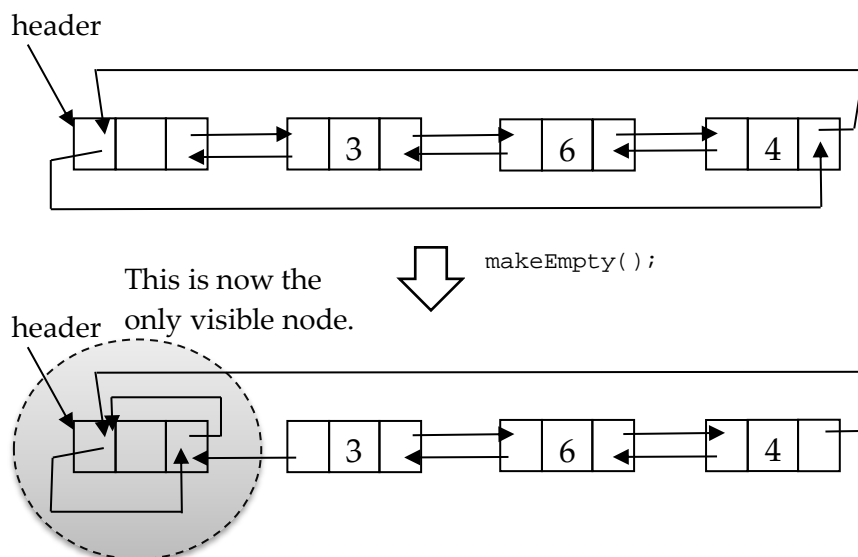 header
3 6 4
makeEmpty();
This is now the
only visible node.
header
3 6 4